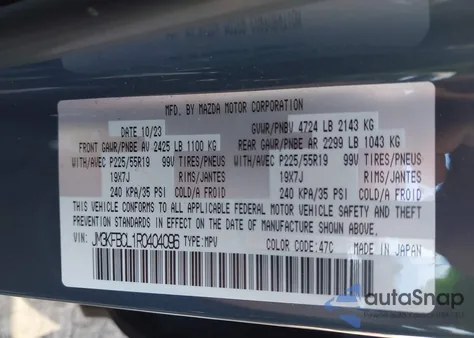 MFD. BY MAZDA MOTOR CORPORATION
DATE 10/23 GVWR/PNBV 4724 LB 2143 KG
FRONT GAWR/PNBE AV 2425 LB 1100 KG REAR GAWR/PNBE AR 2299 LB 1043 KG
WITH/AVEC P225/55R19 99V TIRES/PNEUS WITH/AVEC P225/55R19 99V TIRES/PNEUS
19X7J RIMS/JANTES 19X7J RIMS/JANTES
240 KPA/35 PSI COLD/A FROID 240 KPA/35 PSI COLD/A FROID
THIS VEHICLE CONFORMS TO ALL APPLICABLE FEDERAL MOTOR VEHICLE SAFETY AND THEFT
PREVENTION STANDARDS IN EFFECT ON THE DATE OF MANUFACTURE SHOWN ABOVE.
VIN: JM3KFBCL1R0404096 TYPE:MPV COLOR CODE:47C MADE IN JAPAN
autoSnap